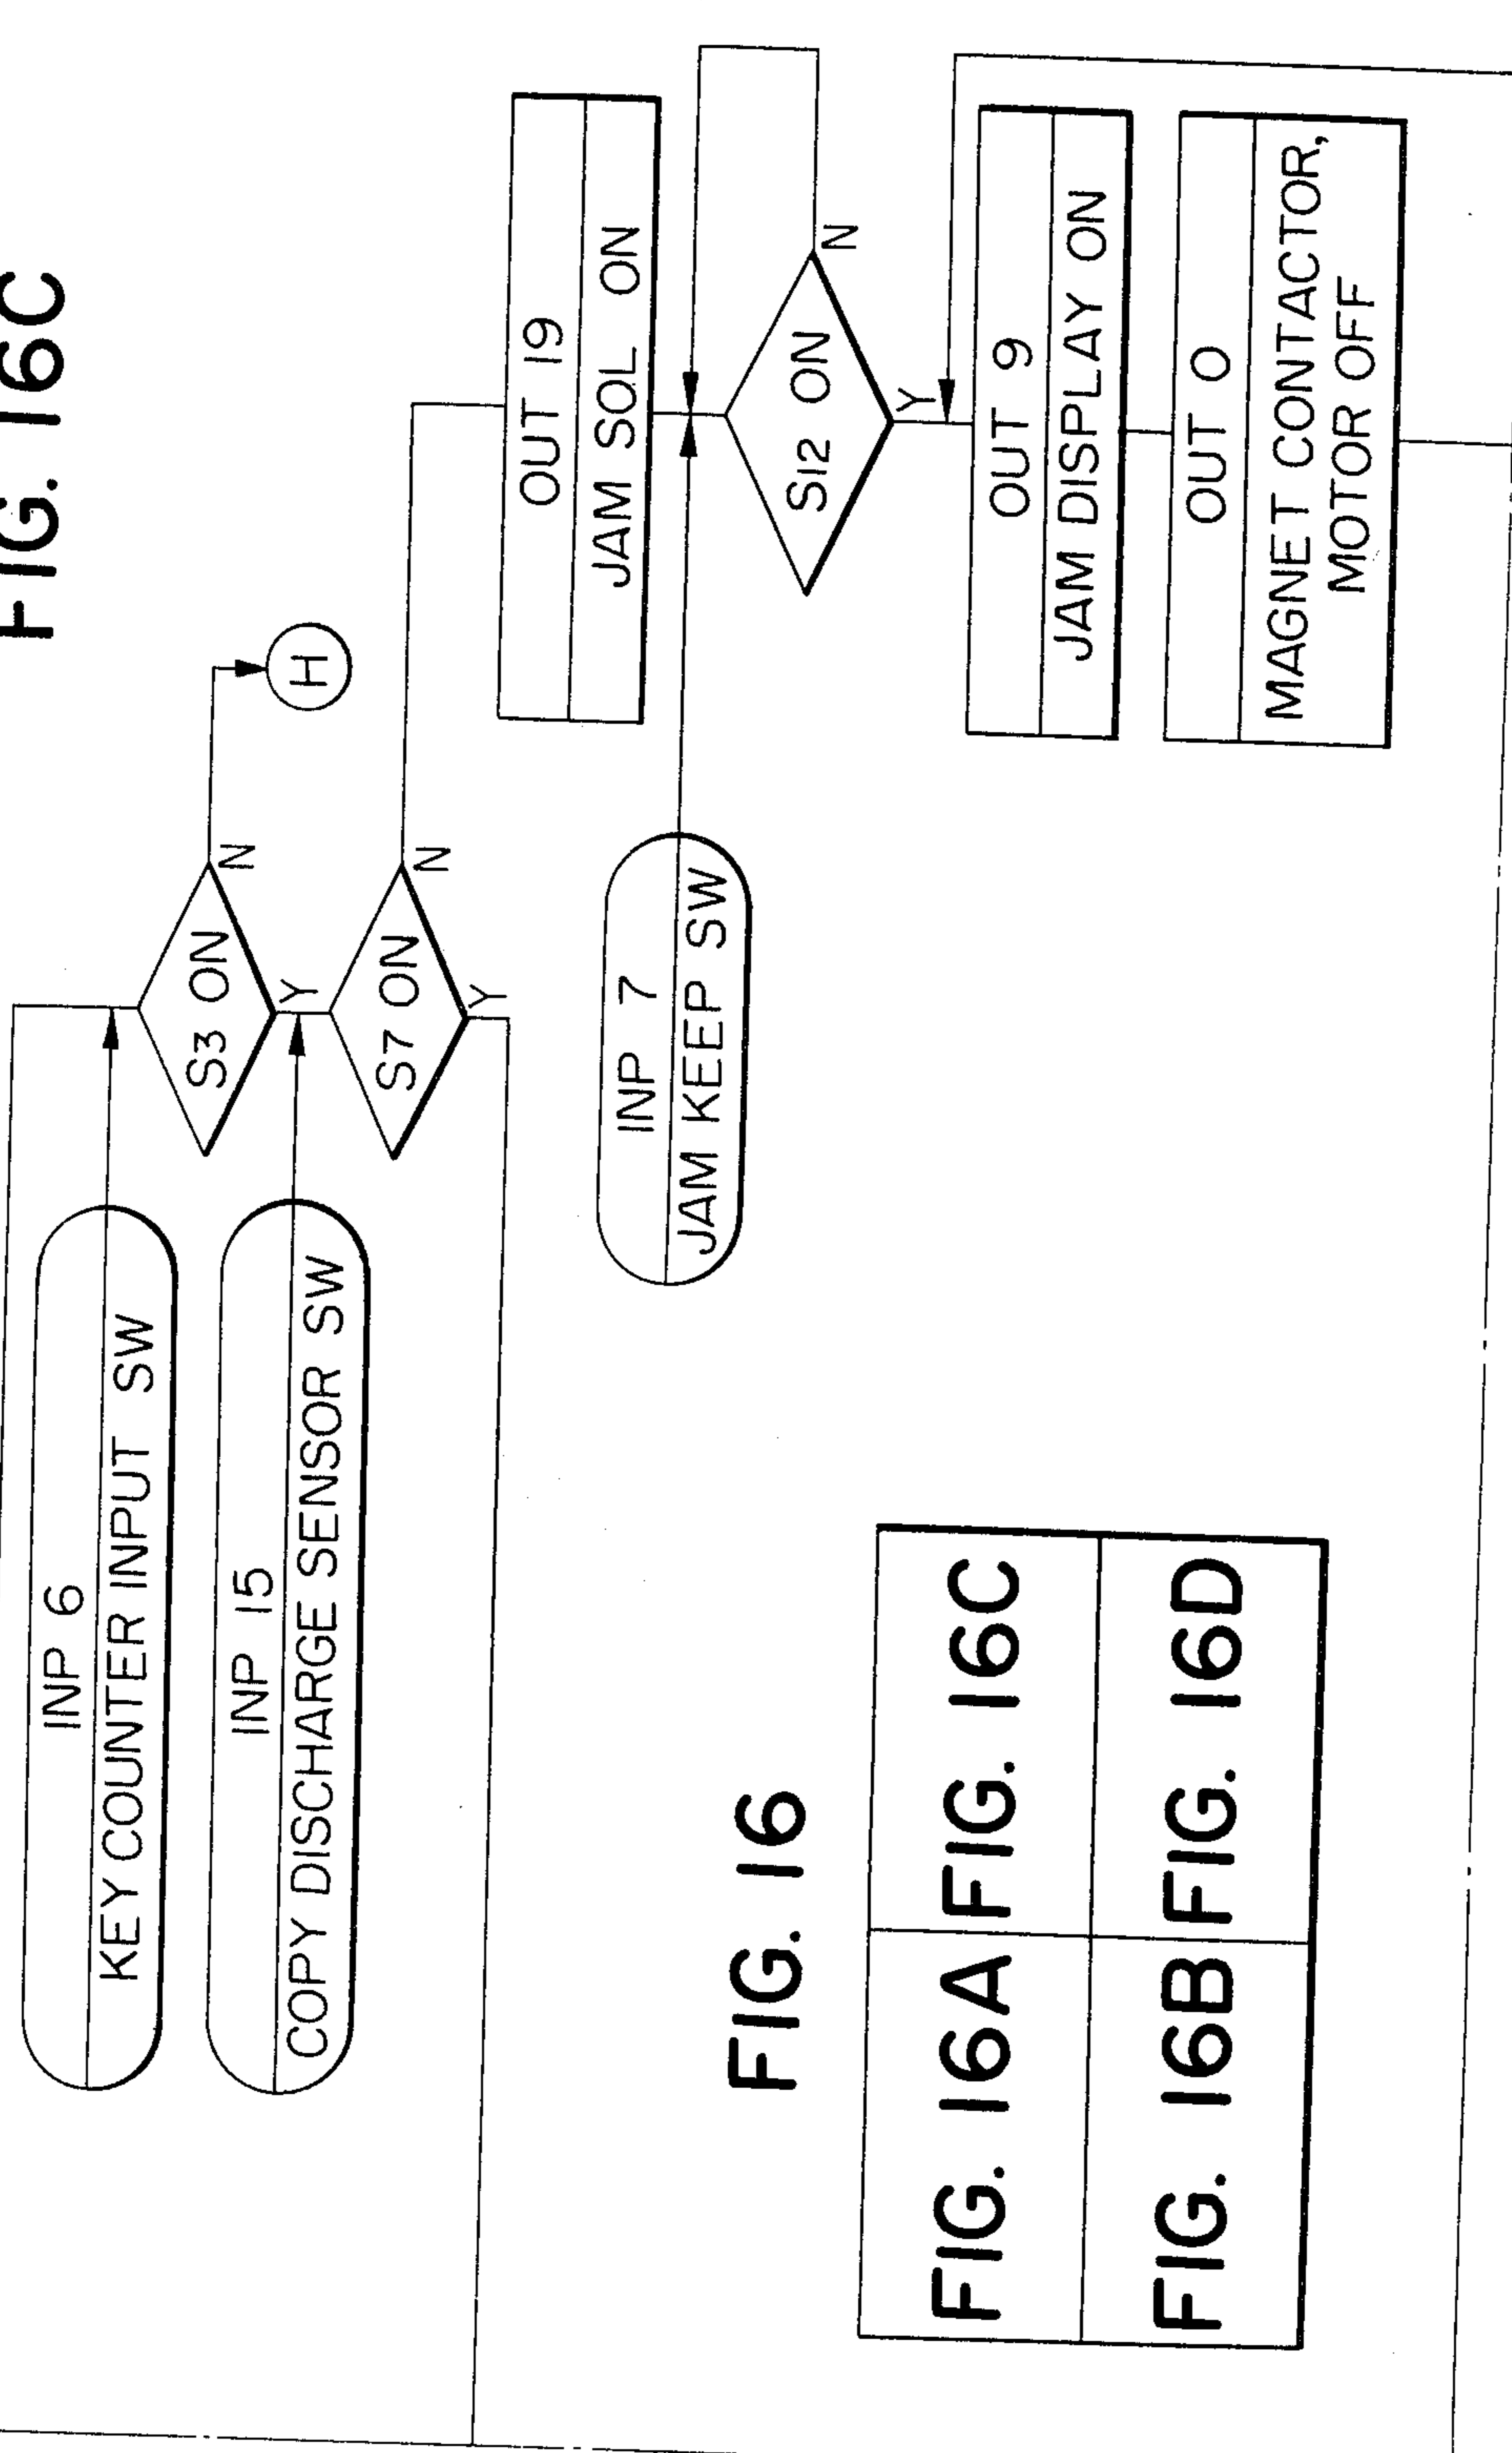 FIG. 16C
INP 6
KEY COUNTER INPUT SW
S3 ON
N
H
Y
INP 15
COPY DISCHARGE SENSOR SW
S7 ON
N
Y
OUT 19
JAM SOL ON
INP 7
JAM KEEP SW
S12 ON
N
Y
OUT 9
JAM DISPLAY ON
OUT 0
MAGNET CONTACTOR,
MOTOR OFF
FIG. 16
FIG. 16A FIG. 16C
FIG. 16B FIG. 16D